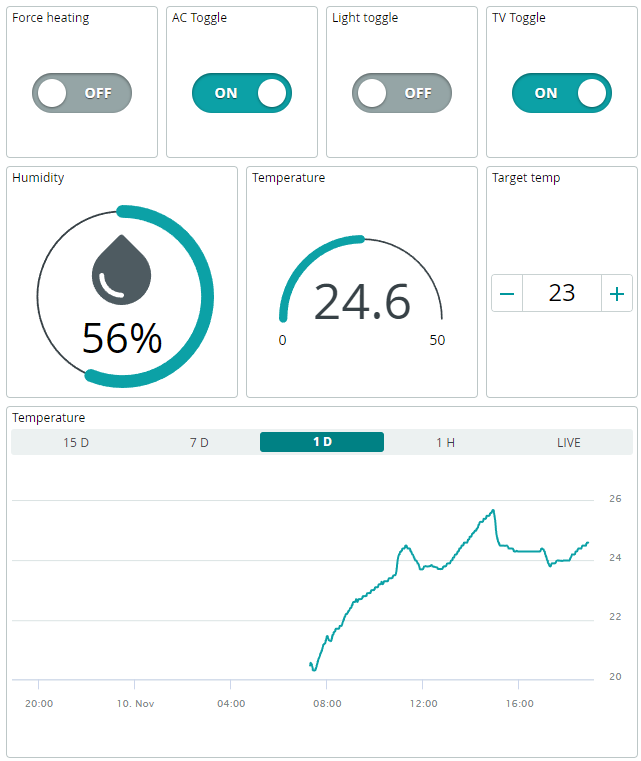 Force heating
OFF
AC Toggle
ON
Light toggle
OFF
TV Toggle
ON
Humidity
56%
Temperature
24.6
0 50
Target temp
− 23 +
Temperature
15 D 7 D 1 D 1 H LIVE
26
24
22
20
20:00 10. Nov 04:00 08:00 12:00 16:00